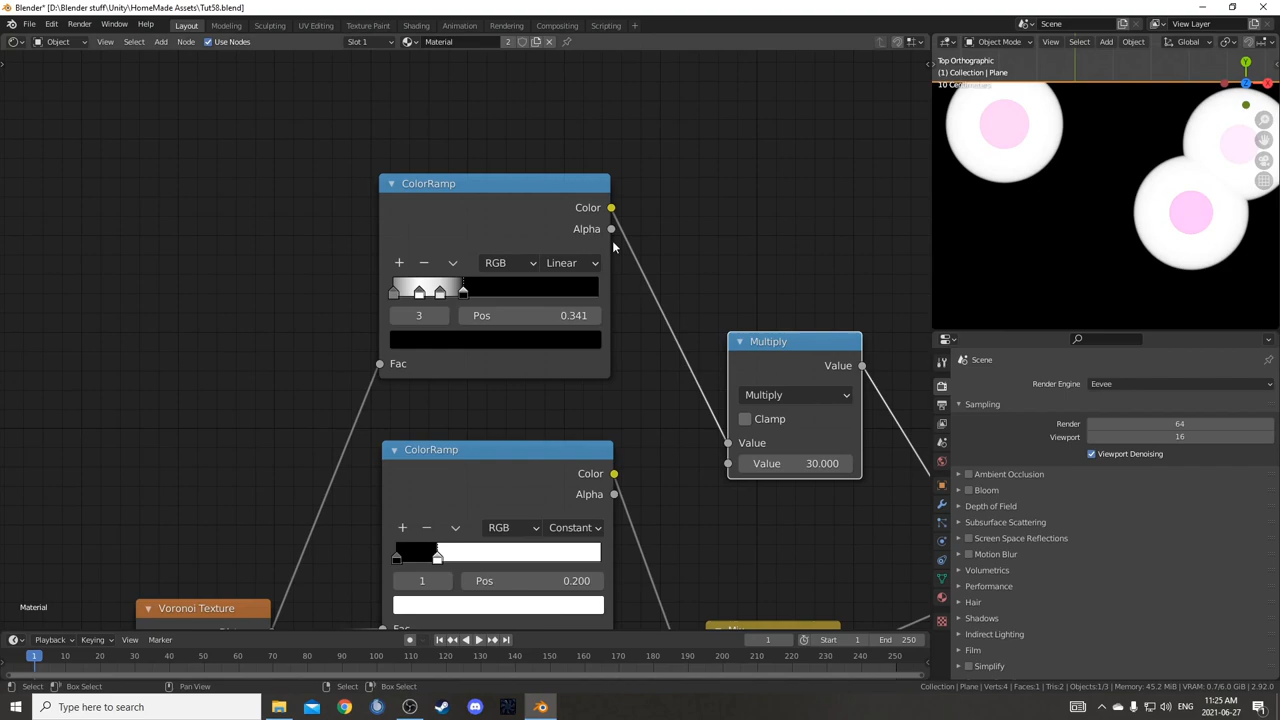 Blender* [D:\Blender stuff\Unity\HomeMade Assets\Tut58.blend]
File Edit Render Window Help Layout Modeling Sculpting UV Editing Texture Paint Shading Animation Rendering Compositing Scripting + Scene View Layer
Object View Select Add Node Use Nodes Slot 1 Material 2 Object Mode View Select Add Object Global
Top Orthographic
(1) Collection | Plane
10 Centimeters
Y
X
Z
ColorRamp
Color
Alpha
RGB Linear
3 Pos 0.341
Fac
Multiply
Value
Multiply
Clamp
Value
Value 30.000
ColorRamp
Color
Alpha
RGB Constant
1 Pos 0.200
Fac
Voronoi Texture
Mix
Material
Scene
Render Engine Eevee
Sampling
Render 64
Viewport 16
Viewport Denoising
Ambient Occlusion
Bloom
Depth of Field
Subsurface Scattering
Screen Space Reflections
Motion Blur
Volumetrics
Performance
Hair
Shadows
Indirect Lighting
Film
Simplify
Playback Keying View Marker 1 Start 1 End 250
1 10 20 30 40 50 60 70 80 90 100 110 120 130 140 150 160 170 180 190 200 210 220 230 240 250
Select Box Select Pan View Select Box Select Collection | Plane | Verts:4 | Faces:1 | Tris:2 | Objects:1/3 | Memory: 45.2 MiB | VRAM: 0.7/6.0 GiB | 2.92.0
Type here to search
ENG
11:25 AM
2021-06-27